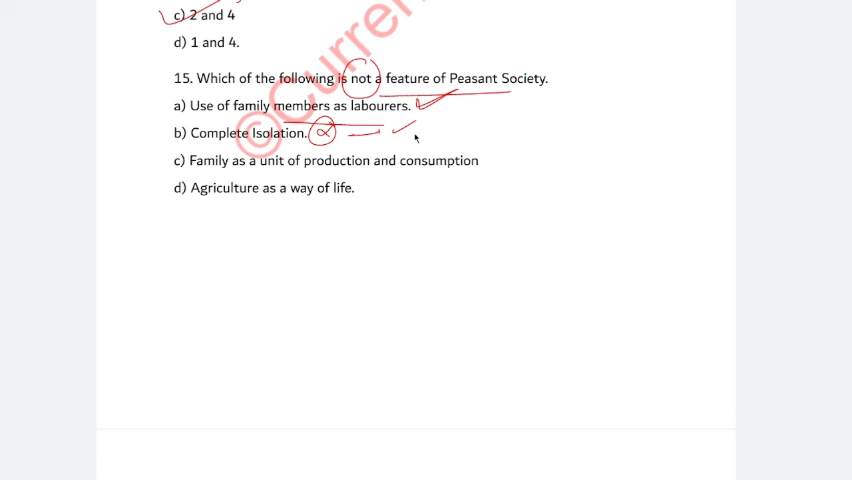 c) 2 and 4
d) 1 and 4.
15. Which of the following is not a feature of Peasant Society.
a) Use of family members as labourers.
b) Complete Isolation.
c) Family as a unit of production and consumption
d) Agriculture as a way of life.
©Curren